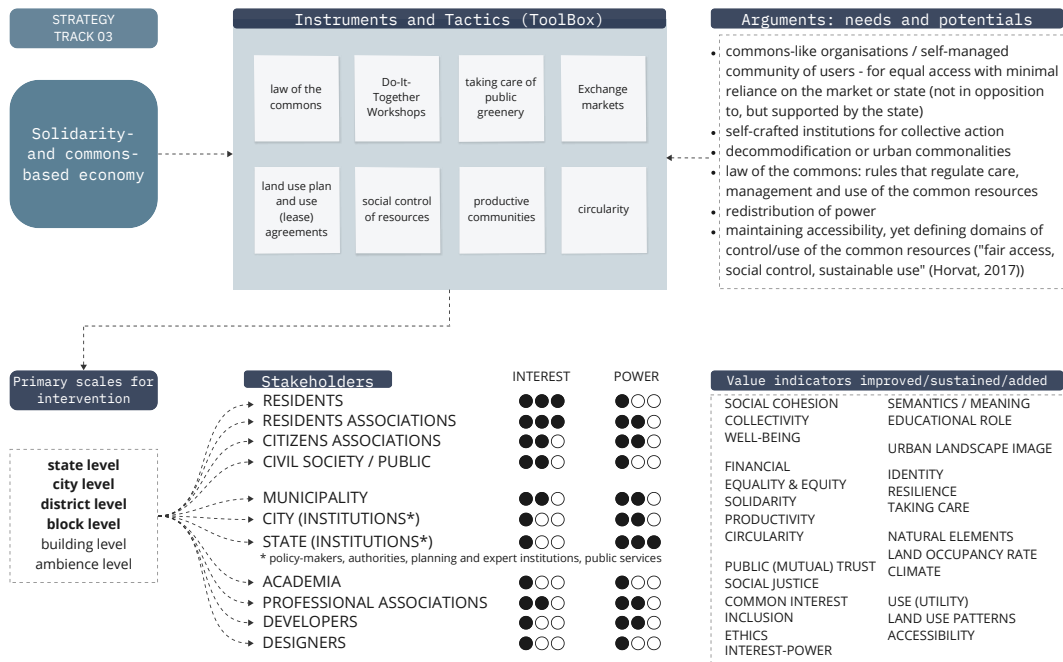 STRATEGY
TRACK 03
Solidarity-
and commons-
based economy
Instruments and Tactics (ToolBox)
law of the
commons
Do-It-
Together
Workshops
taking care of
public
greenery
Exchange
markets
land use plan
and use
(lease)
agreements
social control
of resources
productive
communities
circularity
Arguments: needs and potentials
• commons-like organisations / self-managed
community of users - for equal access with minimal
reliance on the market or state (not in opposition
to, but supported by the state)
• self-crafted institutions for collective action
• decommodification or urban commonalities
• law of the commons: rules that regulate care,
management and use of the common resources
• redistribution of power
• maintaining accessibility, yet defining domains of
control/use of the common resources ("fair access,
social control, sustainable use" (Horvat, 2017))
Primary scales for
intervention
state level
city level
district level
block level
building level
ambience level
Stakeholders
INTEREST
POWER
RESIDENTS
RESIDENTS ASSOCIATIONS
CITIZENS ASSOCIATIONS
CIVIL SOCIETY / PUBLIC
MUNICIPALITY
CITY (INSTITUTIONS*)
STATE (INSTITUTIONS*)
* policy-makers, authorities, planning and expert institutions, public services
ACADEMIA
PROFESSIONAL ASSOCIATIONS
DEVELOPERS
DESIGNERS
Value indicators improved/sustained/added
SOCIAL COHESION
COLLECTIVITY
WELL-BEING
FINANCIAL
EQUALITY & EQUITY
SOLIDARITY
PRODUCTIVITY
CIRCULARITY
PUBLIC (MUTUAL) TRUST
SOCIAL JUSTICE
COMMON INTEREST
INCLUSION
ETHICS
INTEREST-POWER
SEMANTICS / MEANING
EDUCATIONAL ROLE
URBAN LANDSCAPE IMAGE
IDENTITY
RESILIENCE
TAKING CARE
NATURAL ELEMENTS
LAND OCCUPANCY RATE
CLIMATE
USE (UTILITY)
LAND USE PATTERNS
ACCESSIBILITY